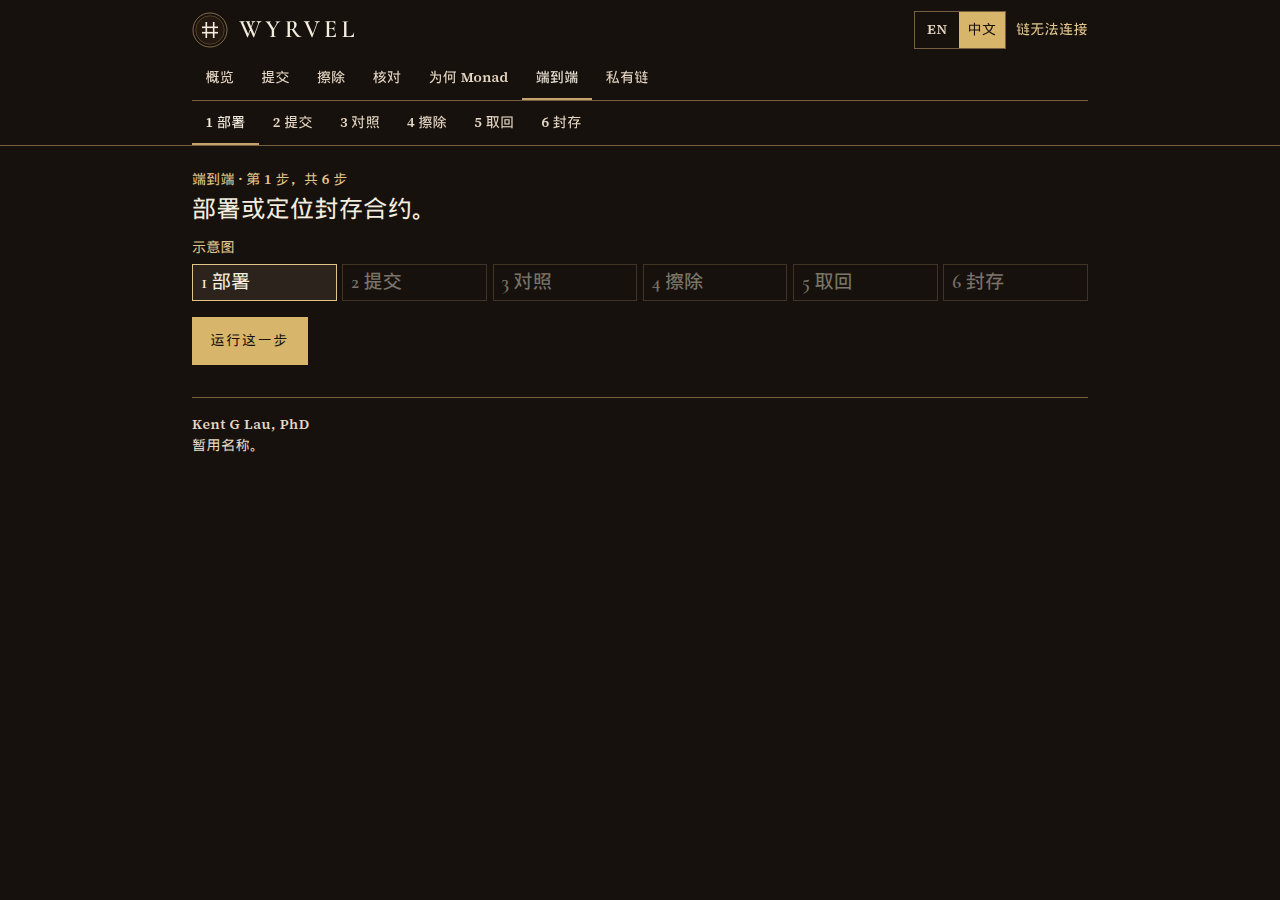 WYRVEL
EN 中文 链无法连接
概览 提交 擦除 核对 为何 Monad 端到端 私有链
1 部署 2 提交 3 对照 4 擦除 5 取回 6 封存
端到端 · 第 1 步，共 6 步
部署或定位封存合约。
示意图
1 部署 2 提交 3 对照 4 擦除 5 取回 6 封存
运行这一步
Kent G Lau, PhD
暂用名称。